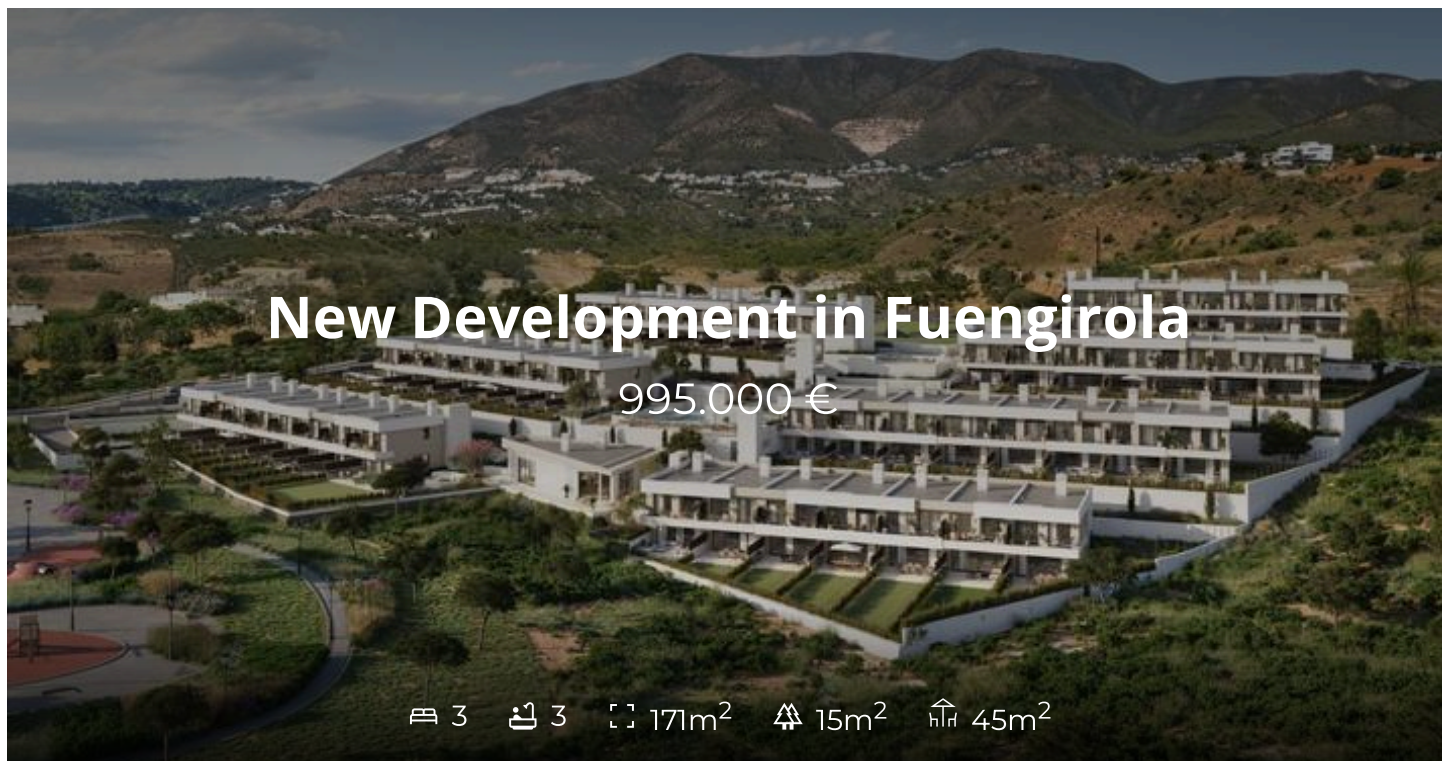 New Development in Fuengirola
995.000 €
3 3 171m² 15m² 45m²